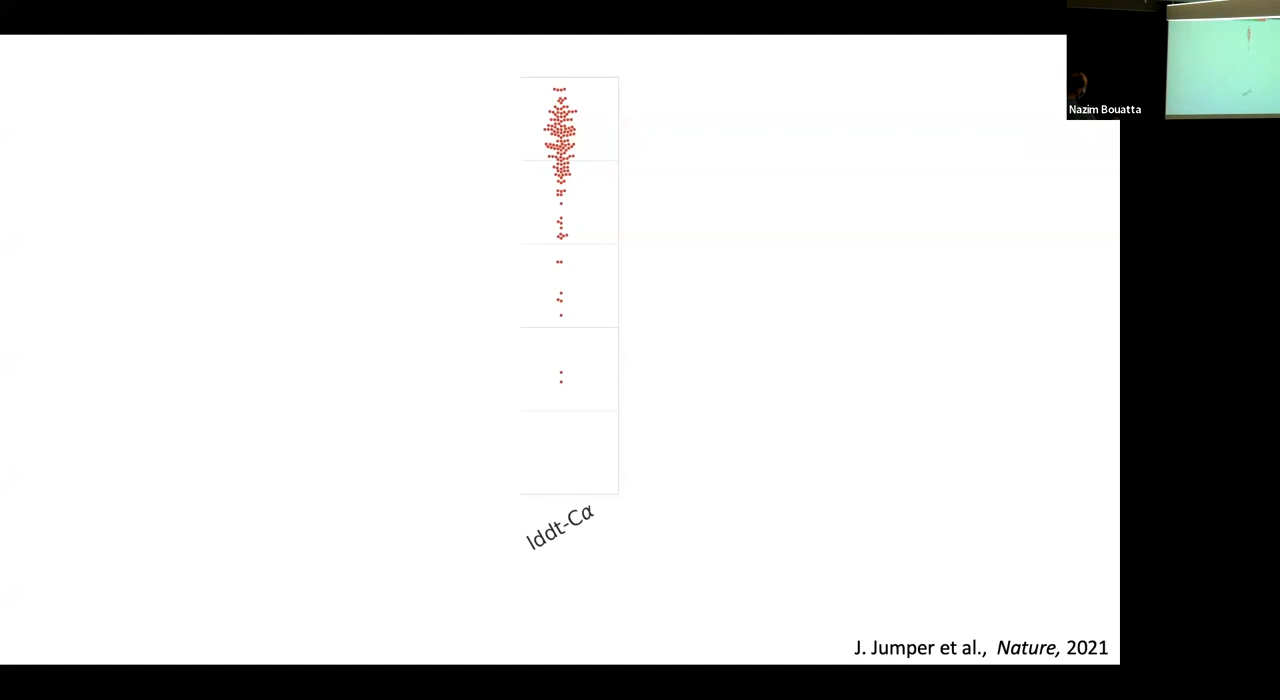 Nazim Bouatta
lddt-Cα
J. Jumper et al., Nature, 2021